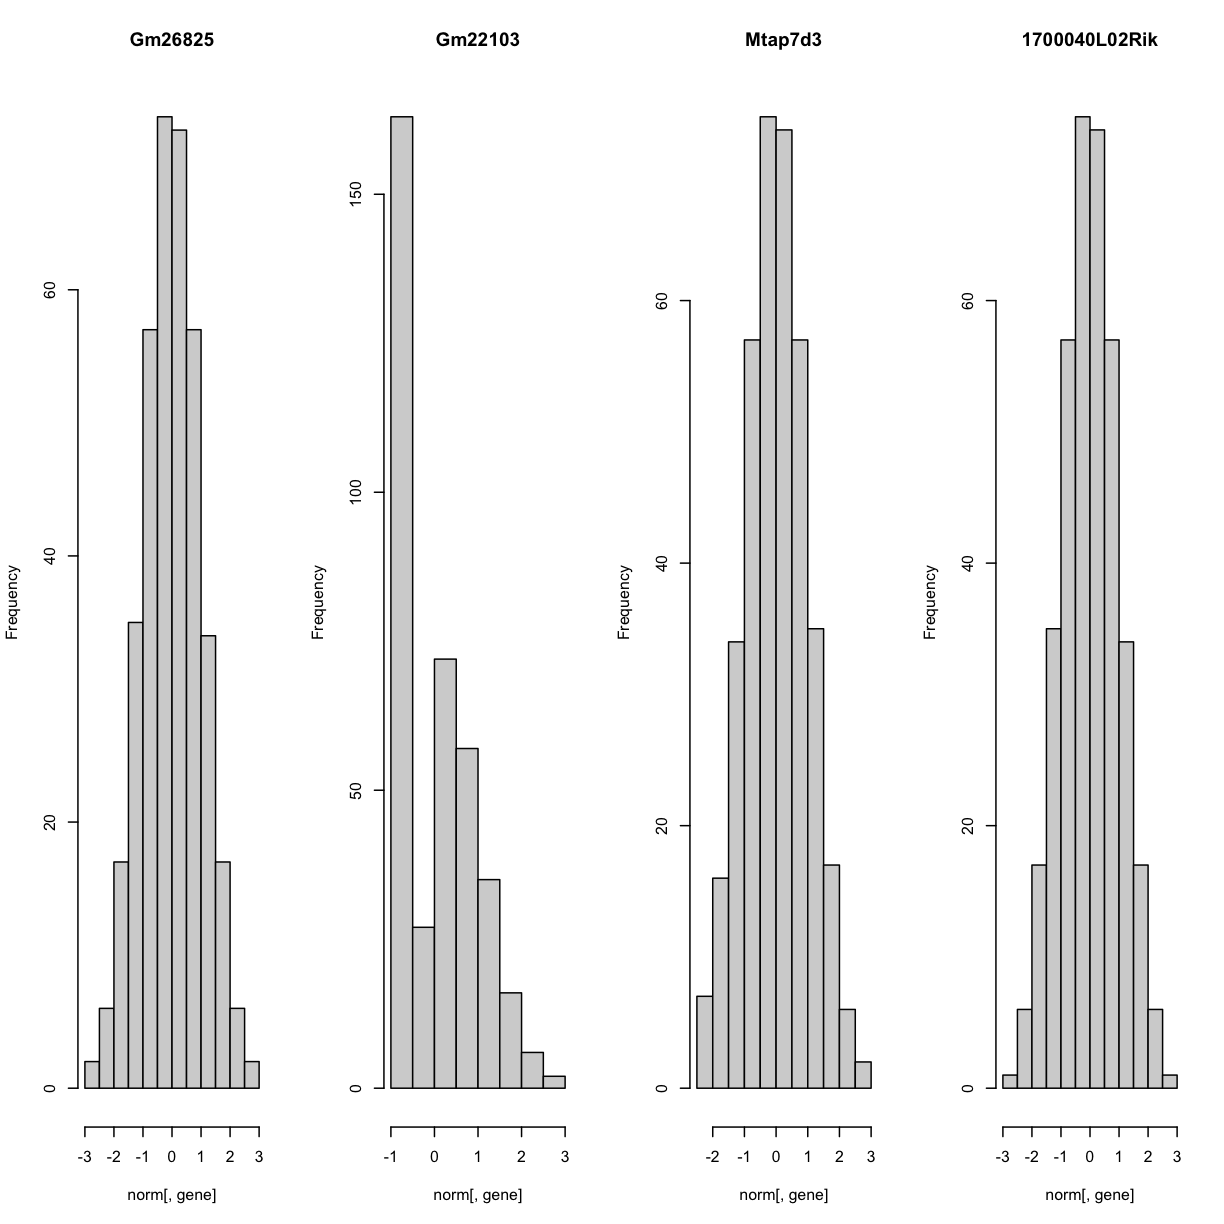 Gm26825
Gm22103
Mtap7d3
1700040L02Rik
Frequency
0
20
40
60
-3 -2 -1 0 1 2 3
norm[, gene]
Frequency
0
50
100
150
-1 0 1 2 3
norm[, gene]
Frequency
0
20
40
60
-2 -1 0 1 2 3
norm[, gene]
Frequency
0
20
40
60
-3 -2 -1 0 1 2 3
norm[, gene]